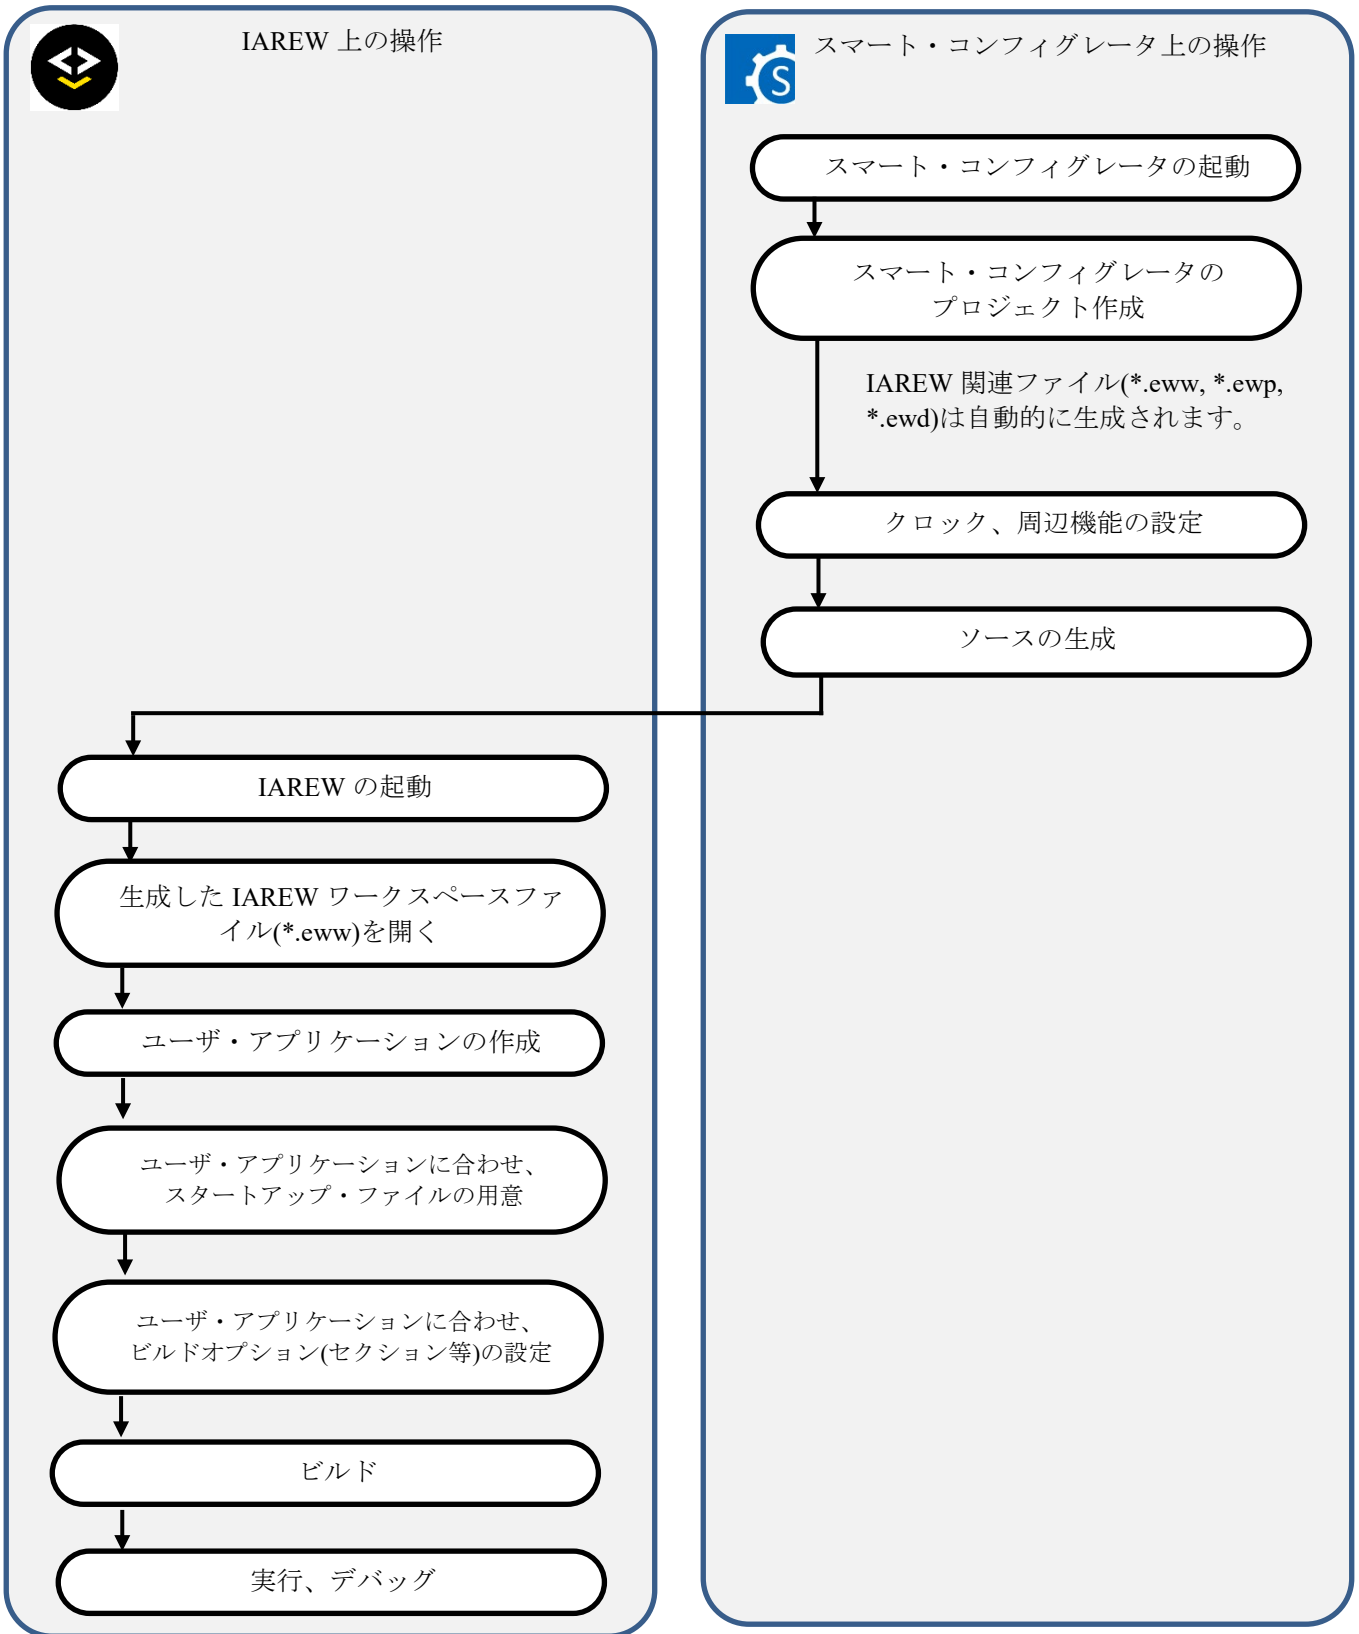 IAREW 上の操作
スマート・コンフィグレータ上の操作
S
スマート・コンフィグレータの起動
スマート・コンフィグレータの
プロジェクト作成
IAREW 関連ファイル(*.eww, *.ewp,
*.ewd)は自動的に生成されます。
クロック、周辺機能の設定
ソースの生成
IAREW の起動
生成した IAREW ワークスペースファ
イル(*.eww)を開く
ユーザ・アプリケーションの作成
ユーザ・アプリケーションに合わせ、
スタートアップ・ファイルの用意
ユーザ・アプリケーションに合わせ、
ビルドオプション(セクション等)の設定
ビルド
実行、デバッグ